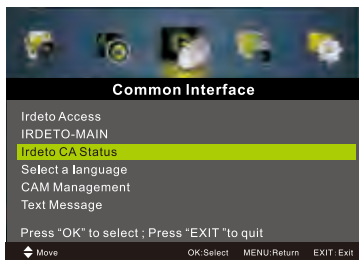 Common Interface
Irdeto Access
IRDETO-MAIN
Irdeto CA Status
Select a language
CAM Management
Text Message
Press “OK” to select ; Press “EXIT ”to quit
Move OK:Select MENU:Return EXIT:Exit